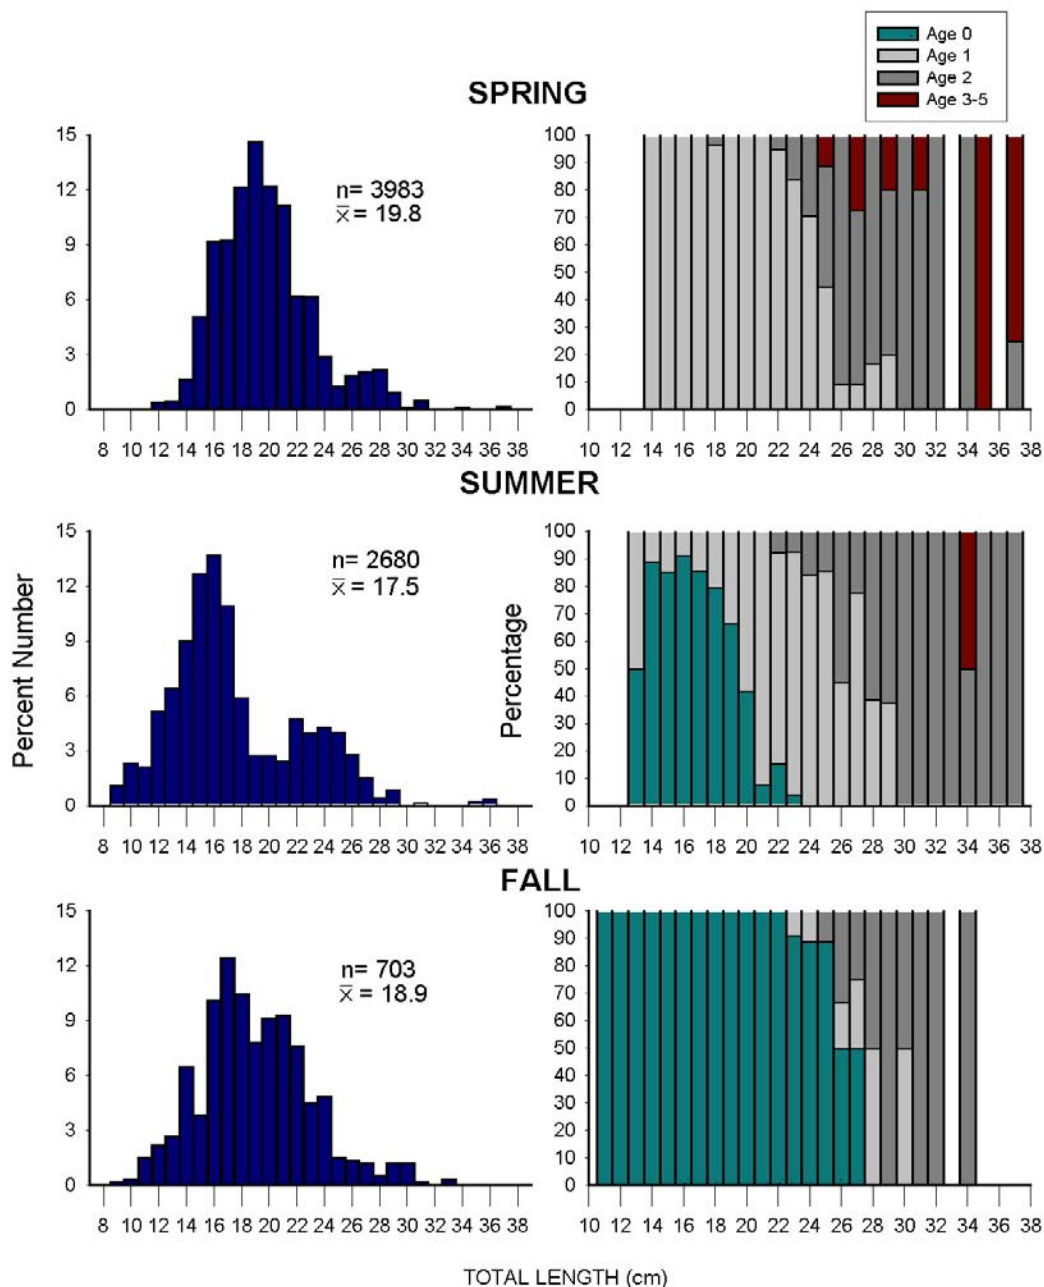 Age 0
Age 1
Age 2
Age 3-5
SPRING
15
12
9
6
3
0
n= 3983
x̅ = 19.8
8 10 12 14 16 18 20 22 24 26 28 30 32 34 36 38
100
90
80
70
60
50
40
30
20
10
0
10 12 14 16 18 20 22 24 26 28 30 32 34 36 38
SUMMER
Percent Number
15
12
9
6
3
0
n= 2680
x̅ = 17.5
8 10 12 14 16 18 20 22 24 26 28 30 32 34 36 38
Percentage
100
90
80
70
60
50
40
30
20
10
0
10 12 14 16 18 20 22 24 26 28 30 32 34 36 38
FALL
15
12
9
6
3
0
n= 703
x̅ = 18.9
8 10 12 14 16 18 20 22 24 26 28 30 32 34 36 38
100
90
80
70
60
50
40
30
20
10
0
10 12 14 16 18 20 22 24 26 28 30 32 34 36 38
TOTAL LENGTH (cm)